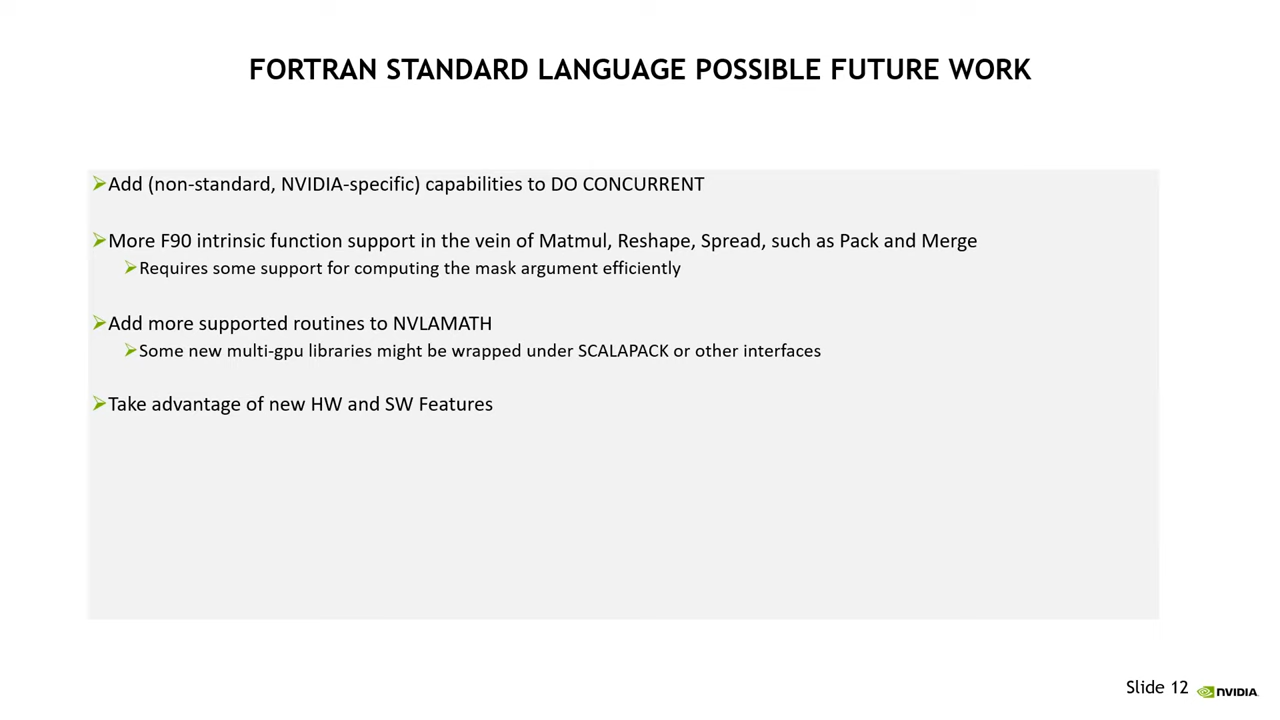 FORTRAN STANDARD LANGUAGE POSSIBLE FUTURE WORK
Add (non-standard, NVIDIA-specific) capabilities to DO CONCURRENT
More F90 intrinsic function support in the vein of Matmul, Reshape, Spread, such as Pack and Merge
Requires some support for computing the mask argument efficiently
Add more supported routines to NVLAMATH
Some new multi-gpu libraries might be wrapped under SCALAPACK or other interfaces
Take advantage of new HW and SW Features
Slide 12 NVIDIA